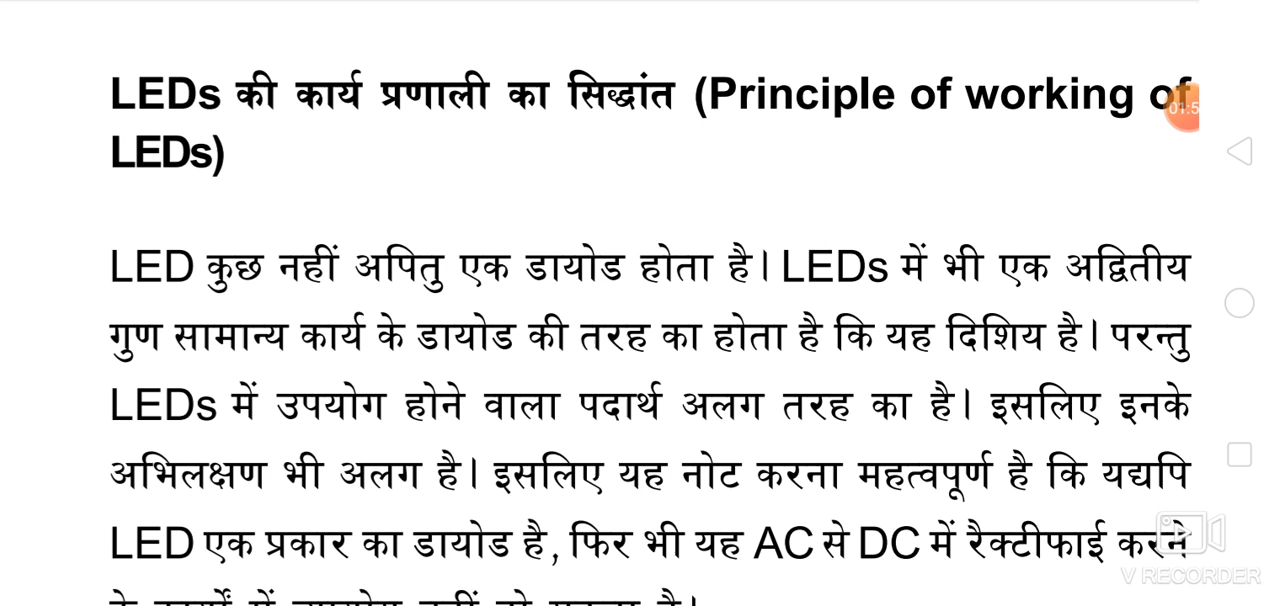 LEDs की कार्य प्रणाली का सिद्धांत (Principle of working of
LEDs)
01:5
LED कुछ नहीं अपितु एक डायोड होता है। LEDs में भी एक अद्वितीय
गुण सामान्य कार्य के डायोड की तरह का होता है कि यह दिशिय है। परन्तु
LEDs में उपयोग होने वाला पदार्थ अलग तरह का है। इसलिए इनके
अभिलक्षण भी अलग है। इसलिए यह नोट करना महत्वपूर्ण है कि यद्यपि
LED एक प्रकार का डायोड है, फिर भी यह AC से DC में रैक्टीफाई करने
V RECORDER